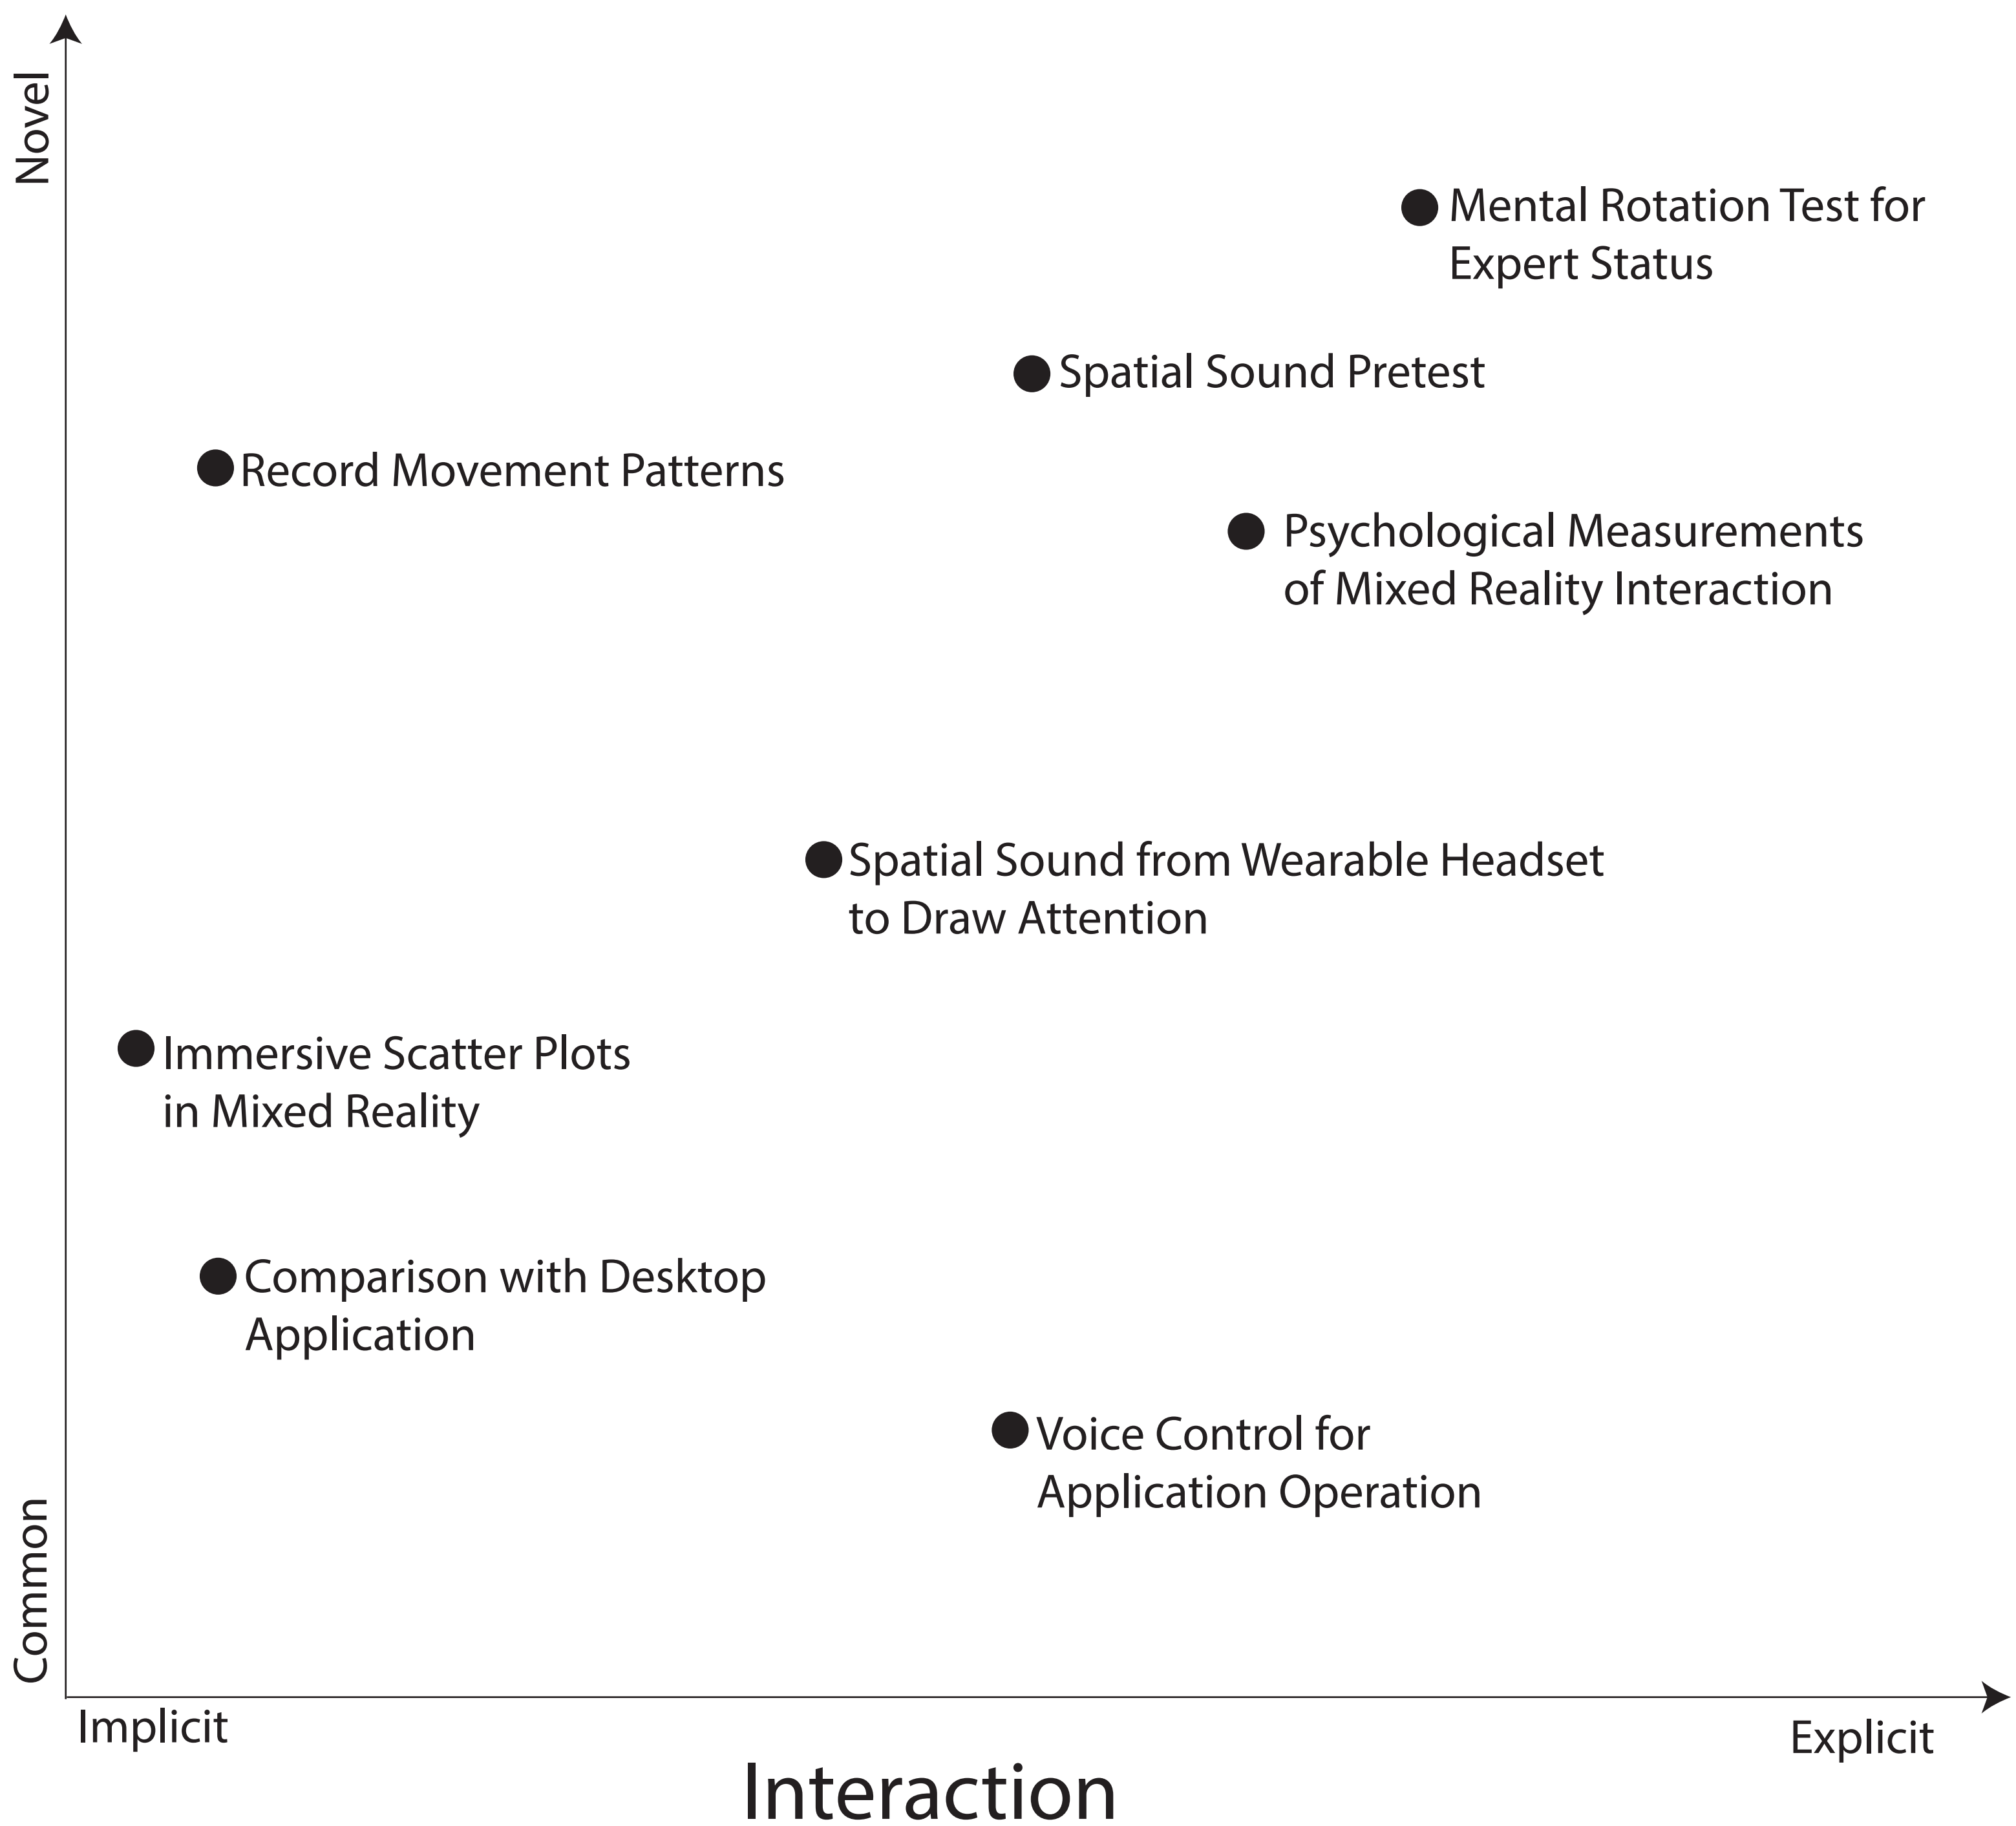 Novel
Mental Rotation Test for
Expert Status
Spatial Sound Pretest
Record Movement Patterns
Psychological Measurements
of Mixed Reality Interaction
Spatial Sound from Wearable Headset
to Draw Attention
Immersive Scatter Plots
in Mixed Reality
Comparison with Desktop
Application
Voice Control for
Application Operation
Common
Implicit
Explicit
Interaction